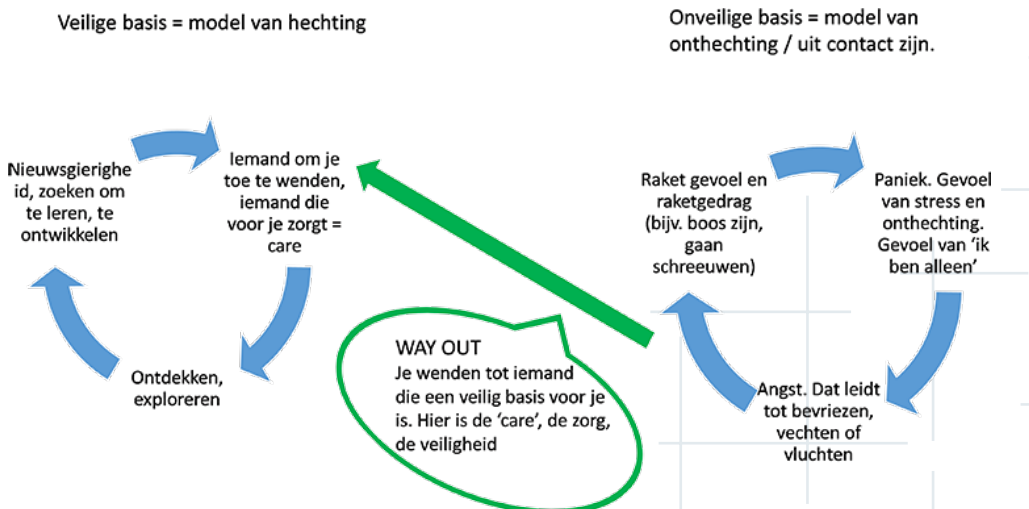 Veilige basis = model van hechting
Nieuwsgierighe
id, zoeken om
te leren, te
ontwikkelen
Iemand om je
toe te wenden,
iemand die
voor je zorgt =
care
Ontdekken,
exploreren
WAY OUT
Je wenden tot iemand
die een veilig basis voor je
is. Hier is de ‘care’, de zorg,
de veiligheid
Onveilige basis = model van
onthechting / uit contact zijn.
Raket gevoel en
raketgedrag
(bijv. boos zijn,
gaan
schreeuwen)
Paniek. Gevoel
van stress en
onthechting.
Gevoel van ‘ik
ben alleen’
Angst. Dat leidt
tot bevriezen,
vechten of
vluchten